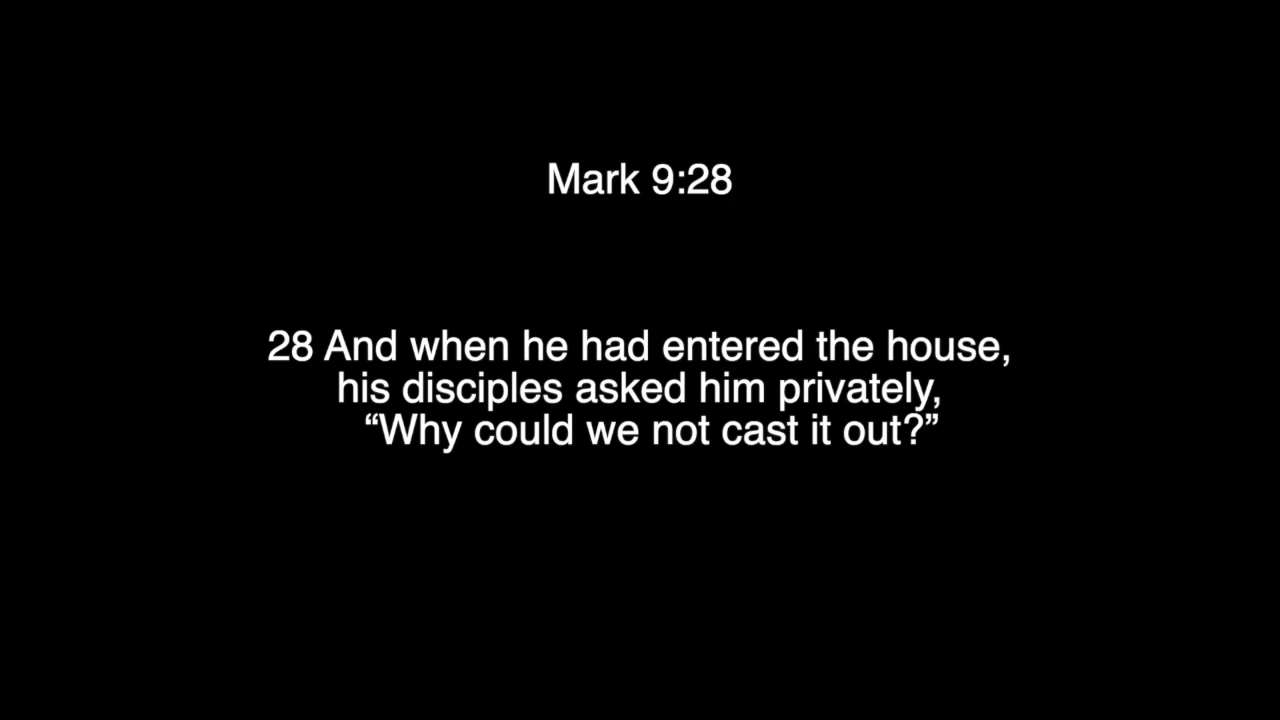 Mark 9:28
28 And when he had entered the house,
his disciples asked him privately,
“Why could we not cast it out?”